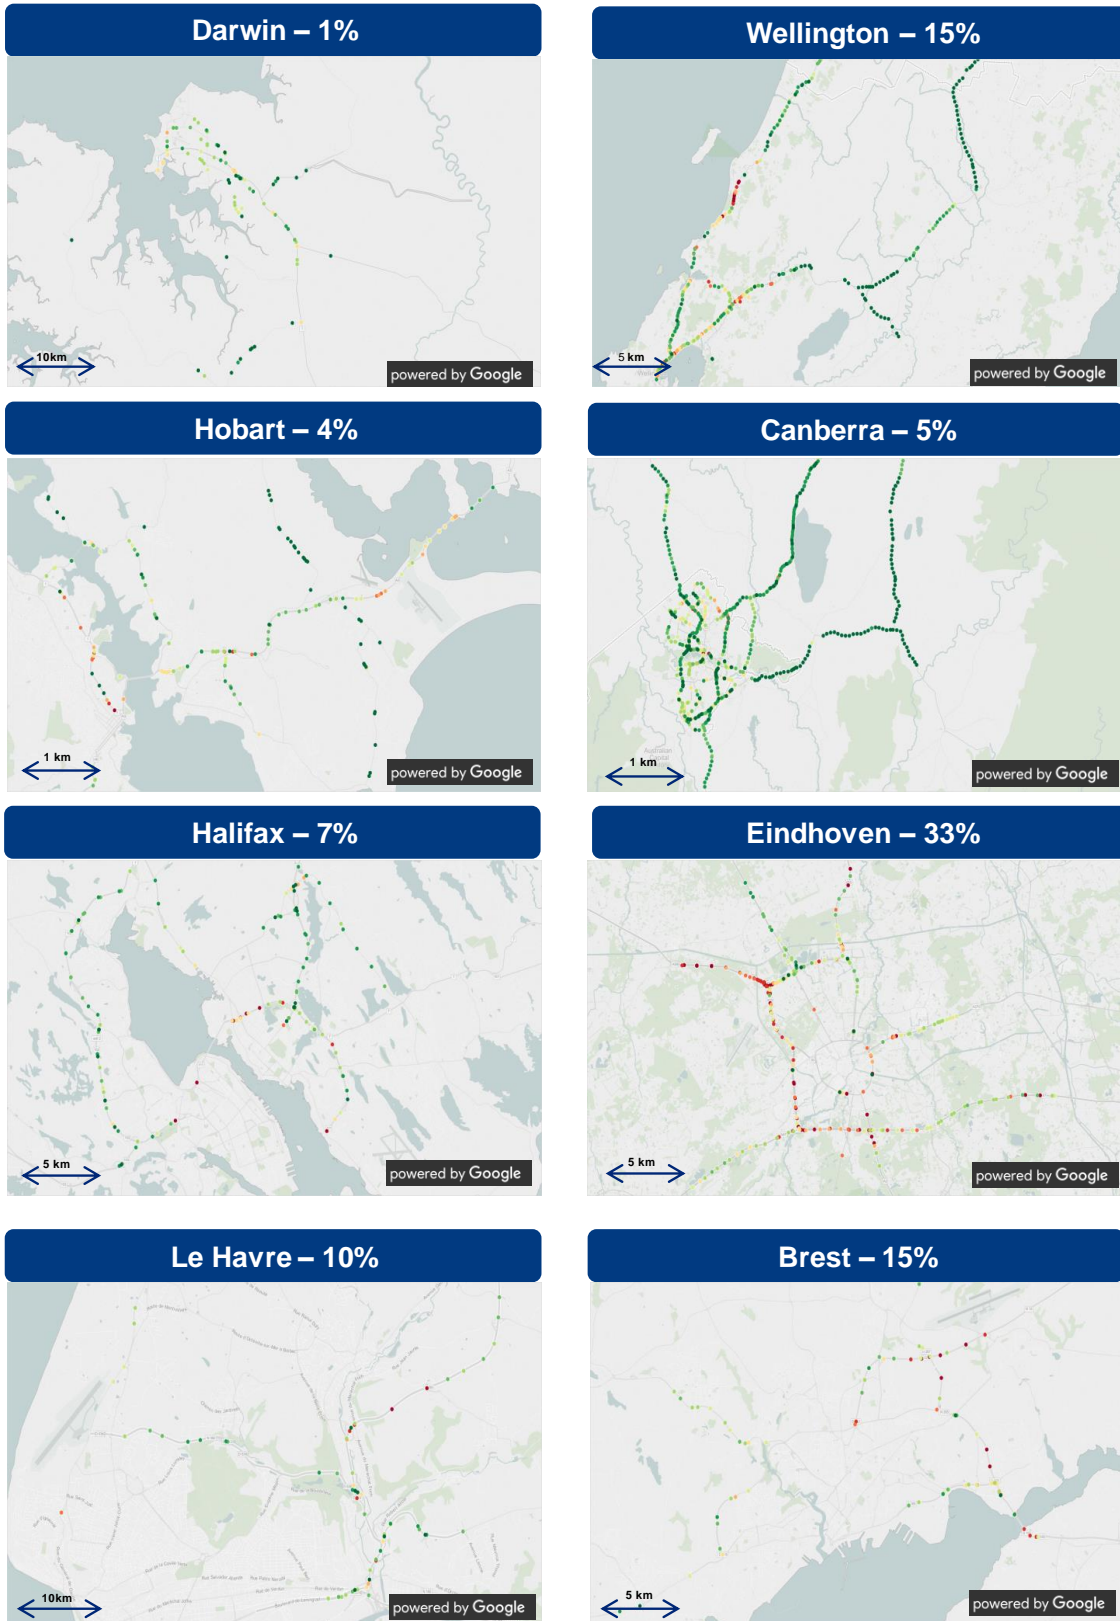 Darwin – 1%
Wellington – 15%
10km
powered by Google
5 km
powered by Google
Hobart – 4%
Canberra – 5%
1 km
powered by Google
1 km
powered by Google
Halifax – 7%
Eindhoven – 33%
5 km
powered by Google
5 km
powered by Google
Le Havre – 10%
Brest – 15%
10km
powered by Google
5 km
powered by Google